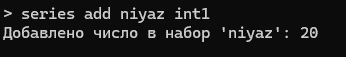 > series add niyaz int1
Добавлено число в набор 'niyaz': 20